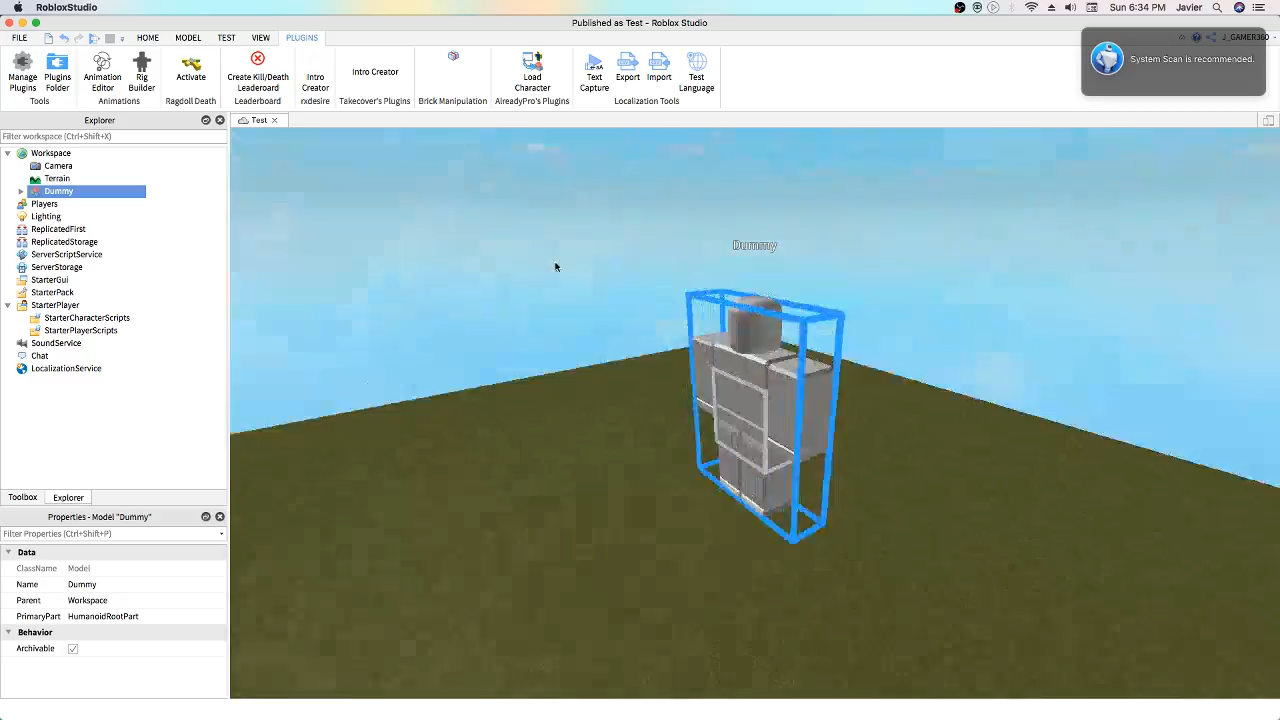 RobloxStudio
Sun 6:34 PM Javier
Published as Test - Roblox Studio
FILE HOME MODEL TEST VIEW PLUGINS
J_GAMER360
System Scan is recommended.
Manage Plugins
Plugins Folder
Tools
Animation Editor
Rig Builder
Animations
Activate
Ragdoll Death
Create Kill/Death Leaderboard
Leaderboard
Intro Creator
rxdesire
Intro Creator
Takeover's Plugins
Brick Manipulation
Load Character
AlreadyPro's Plugins
Text Capture
Export
Import
Test Language
Localization Tools
Explorer
Test
Filter workspace (Ctrl+Shift+X)
Workspace
Camera
Terrain
Dummy
Players
Lighting
ReplicatedFirst
ReplicatedStorage
ServerScriptService
ServerStorage
StarterGui
StarterPack
StarterPlayer
StarterCharacterScripts
StarterPlayerScripts
SoundService
Chat
LocalizationService
Dummy
Toolbox Explorer
Properties - Model "Dummy"
Filter Properties (Ctrl+Shift+P)
Data
ClassName Model
Name Dummy
Parent Workspace
PrimaryPart HumanoidRootPart
Behavior
Archivable